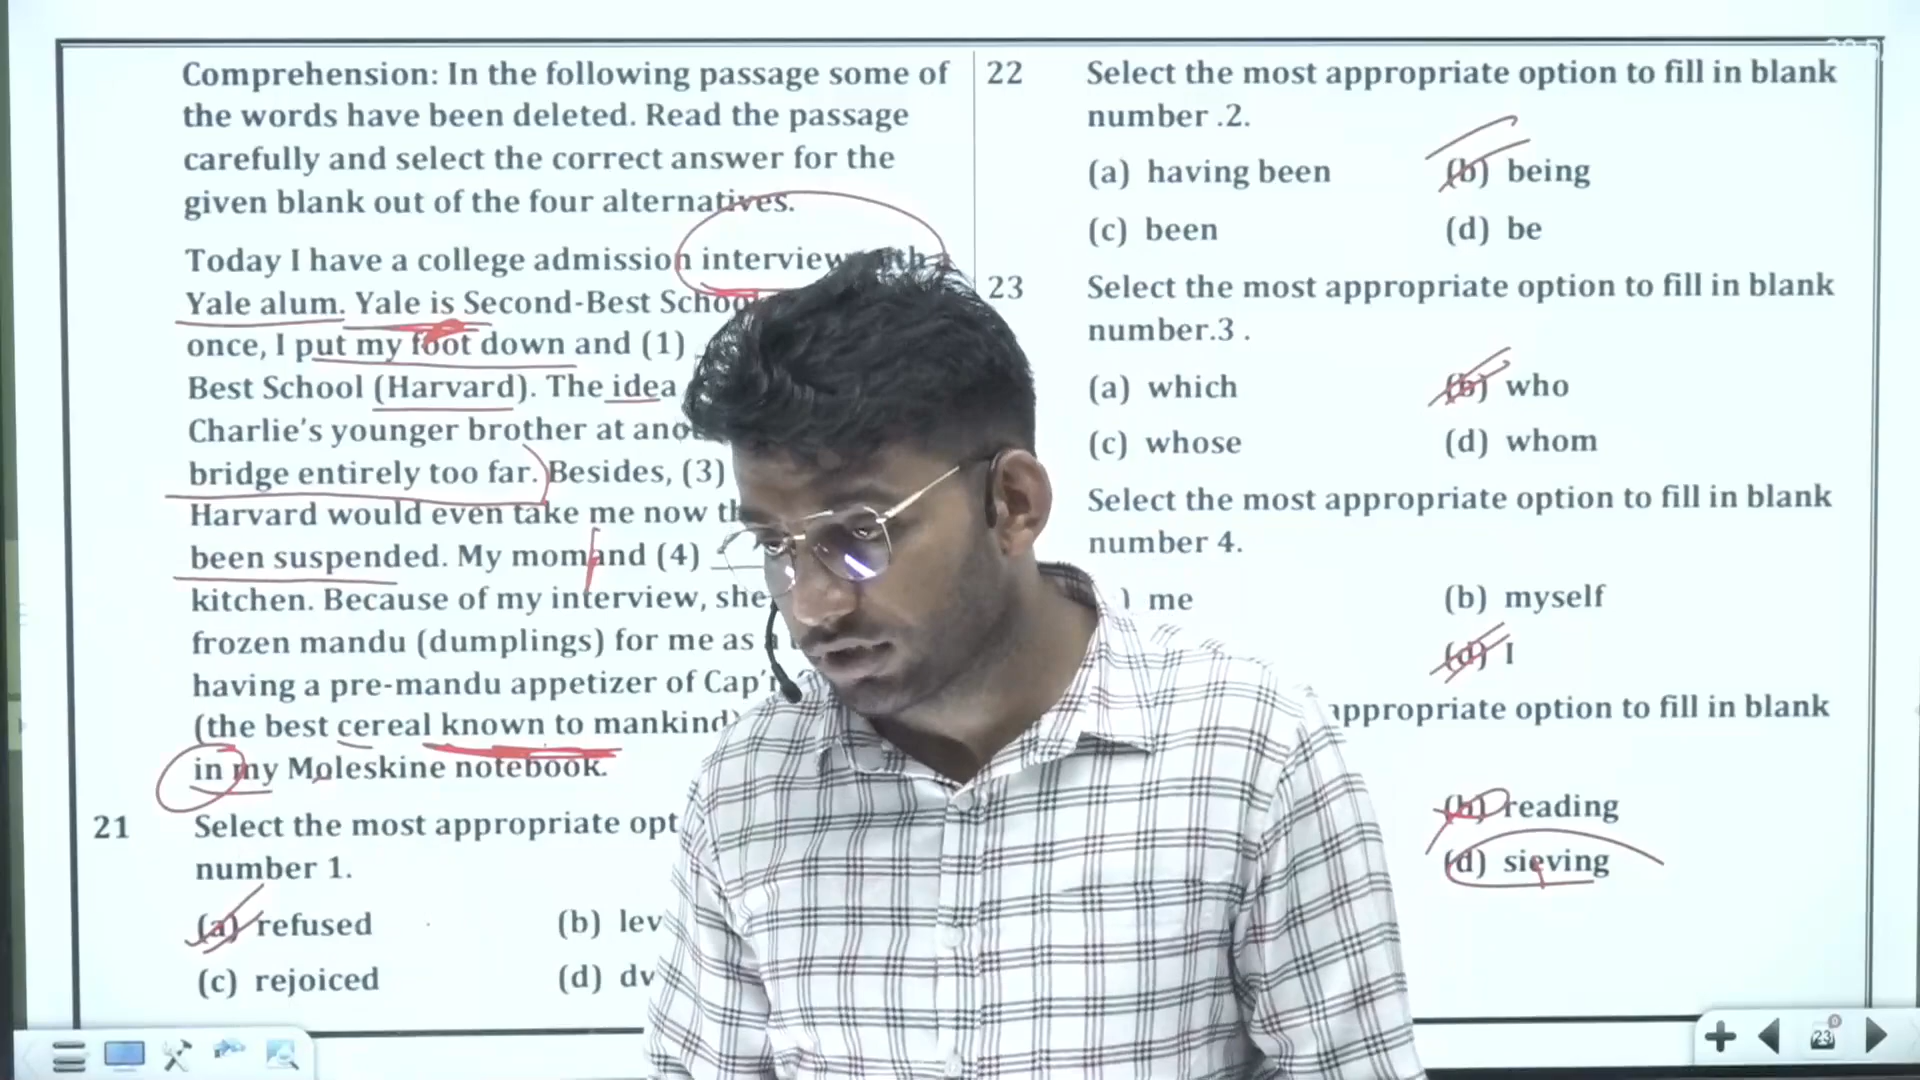 Comprehension: In the following passage some of
the words have been deleted. Read the passage
carefully and select the correct answer for the
given blank out of the four alternatives.
Today I have a college admission interview
Yale alum. Yale is Second-Best School
once, I put my foot down and (1)
Best School (Harvard). The idea
Charlie's younger brother at
bridge entirely too far. Besides, (3)
Harvard would even take me now
been suspended. My mom and (4)
kitchen. Because of my interview, she
frozen mandu (dumplings) for me as a
having a pre-mandu appetizer of
(the best cereal known to mankind)
in my Moleskine notebook.
21 Select the most appropriate
number 1.
(a) refused (b)
(c) rejoiced (d)
22 Select the most appropriate option to fill in blank
number .2.
(a) having been (b) being
(c) been (d) be
23 Select the most appropriate option to fill in blank
number.3 .
(a) which (b) who
(c) whose (d) whom
Select the most appropriate option to fill in blank
number 4.
) me (b) myself
(d) I
appropriate option to fill in blank
(b) reading
(d) sieving
23